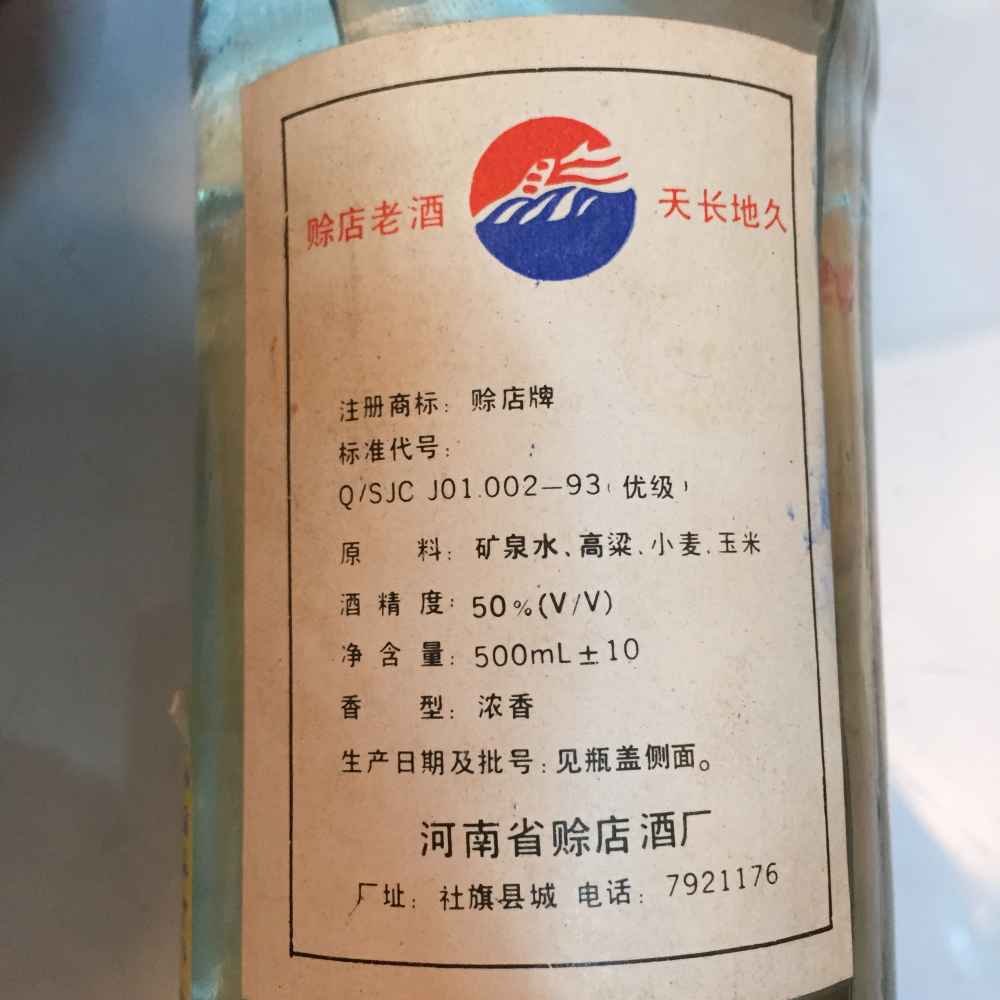 赊店老酒 天长地久
注册商标：赊店牌
标准代号：
Q/SJC J01.002—93（优级）
原 料：矿泉水、高粱、小麦、玉米
酒精度：50%(V/V)
净含量：500mL±10
香 型：浓香
生产日期及批号：见瓶盖侧面。
河南省赊店酒厂
厂址：社旗县城 电话：7921176